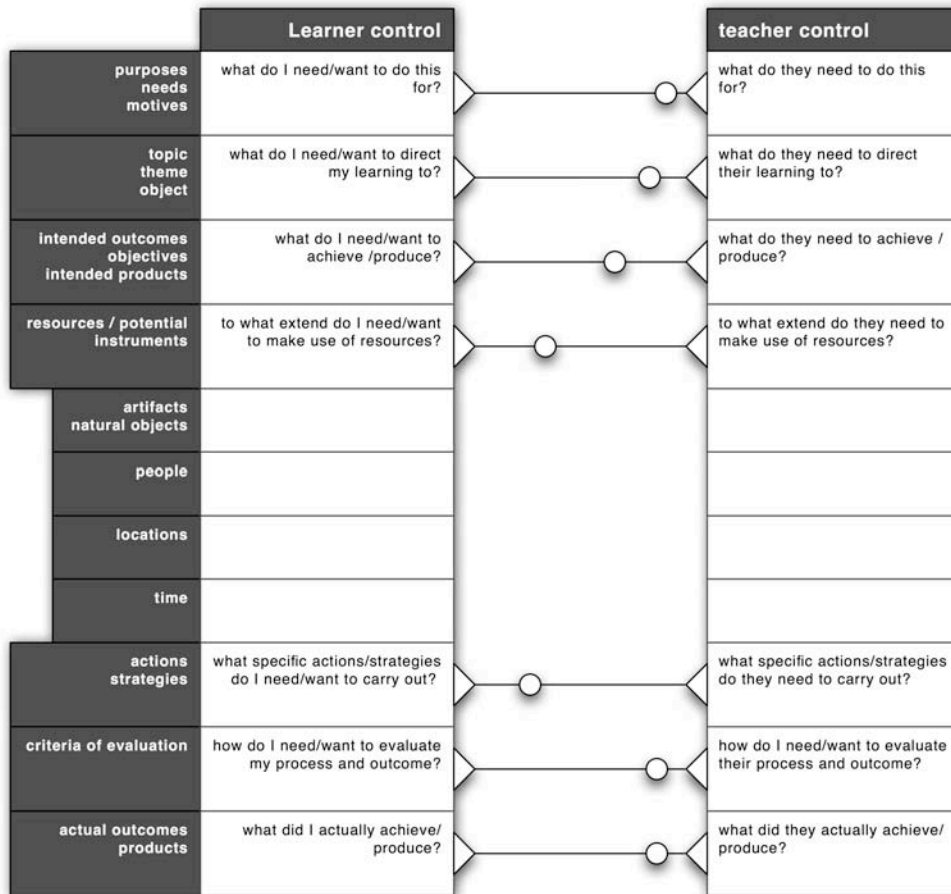 Learner control
teacher control
purposes
needs
motives
what do I need/want to do this
for?
what do they need to do this
for?
topic
theme
object
what do I need/want to direct
my learning to?
what do they need to direct
their learning to?
intended outcomes
objectives
intended products
what do I need/want to
achieve /produce?
what do they need to achieve /
produce?
resources / potential
instruments
to what extend do I need/want
to make use of resources?
to what extend do they need to
make use of resources?
artifacts
natural objects
people
locations
time
actions
strategies
what specific actions/strategies
do I need/want to carry out?
what specific actions/strategies
do they need to carry out?
criteria of evaluation
how do I need/want to evaluate
my process and outcome?
how do I need/want to evaluate
their process and outcome?
actual outcomes
products
what did I actually achieve/
produce?
what did they actually achieve/
produce?